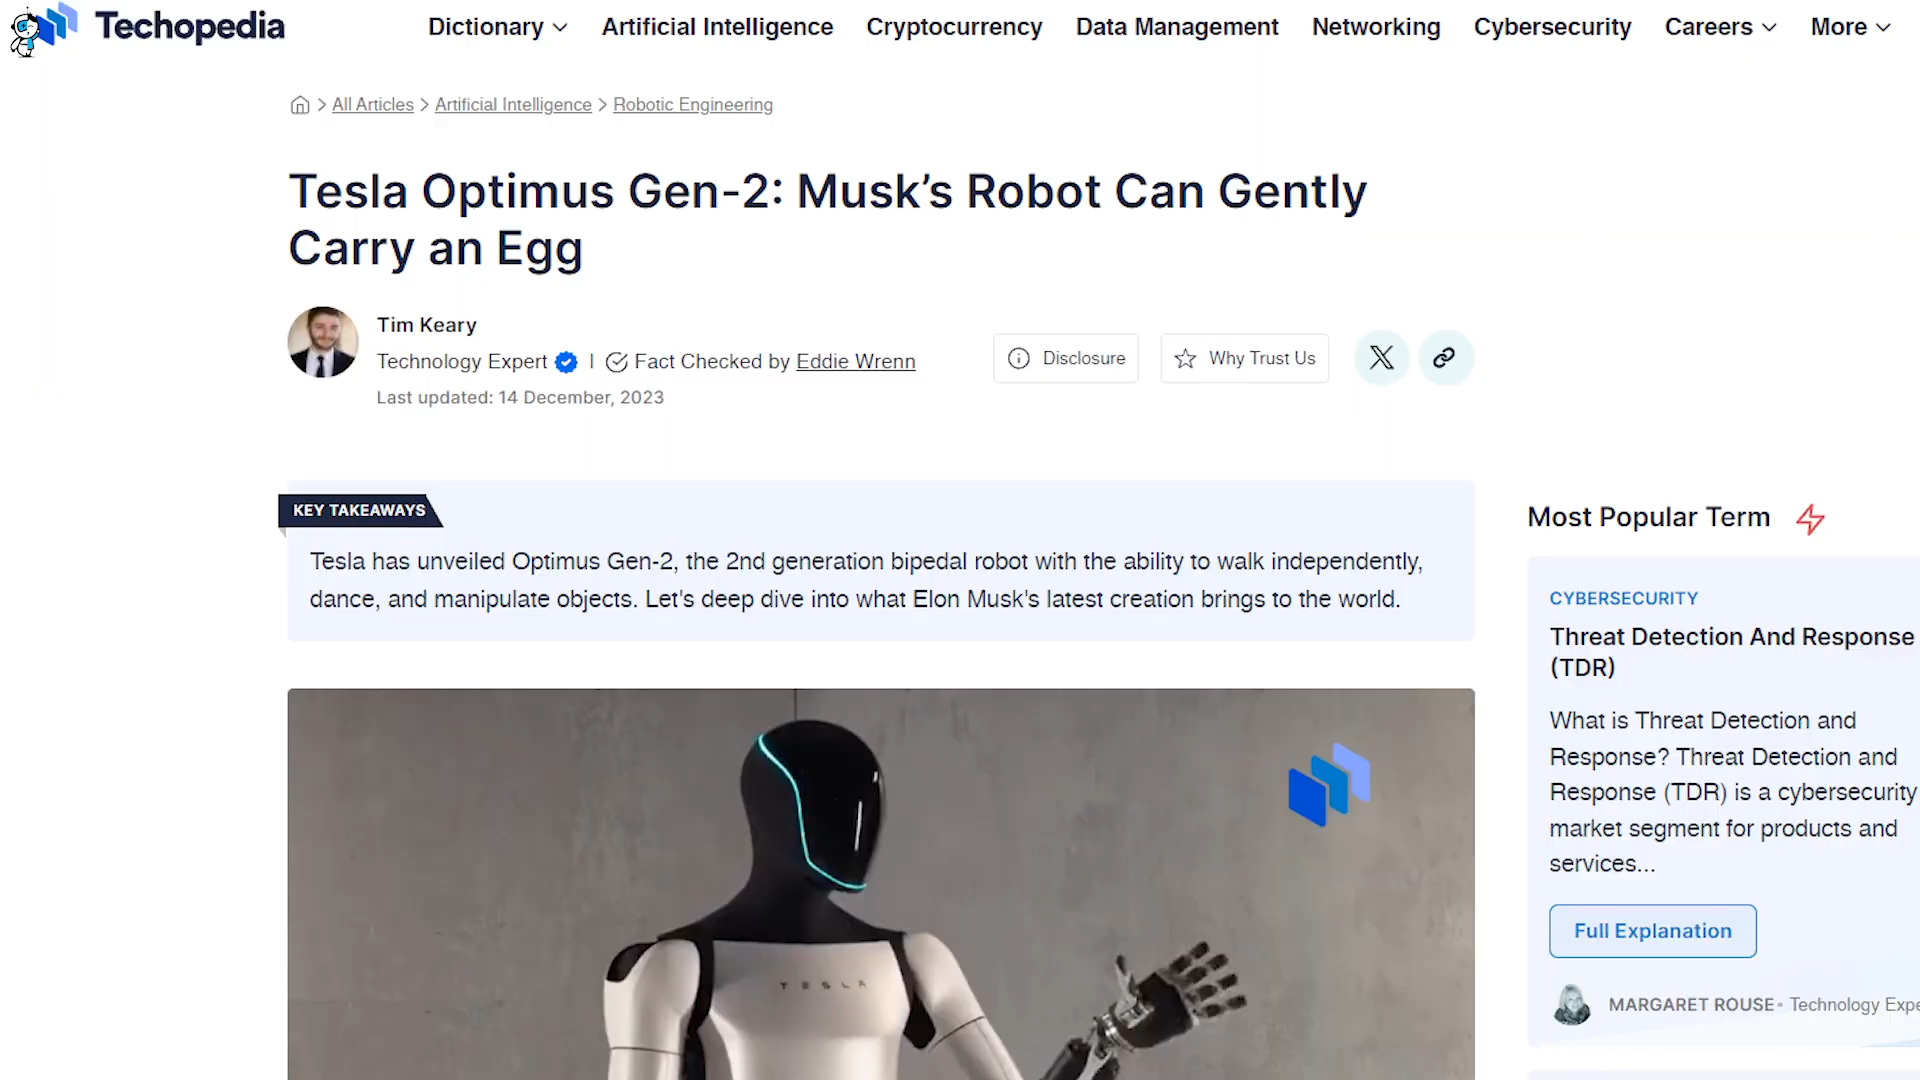 Techopedia
Dictionary
Artificial Intelligence
Cryptocurrency
Data Management
Networking
Cybersecurity
Careers
More
> All Articles > Artificial Intelligence > Robotic Engineering
Tesla Optimus Gen-2: Musk’s Robot Can Gently
Carry an Egg
Tim Keary
Technology Expert | Fact Checked by Eddie Wrenn
Last updated: 14 December, 2023
Disclosure
Why Trust Us
KEY TAKEAWAYS
Tesla has unveiled Optimus Gen-2, the 2nd generation bipedal robot with the ability to walk independently,
dance, and manipulate objects. Let's deep dive into what Elon Musk's latest creation brings to the world.
TESLA
Most Popular Term
CYBERSECURITY
Threat Detection And Response
(TDR)
What is Threat Detection and
Response? Threat Detection and
Response (TDR) is a cybersecurity
market segment for products and
services...
Full Explanation
MARGARET ROUSE • Technology Expe